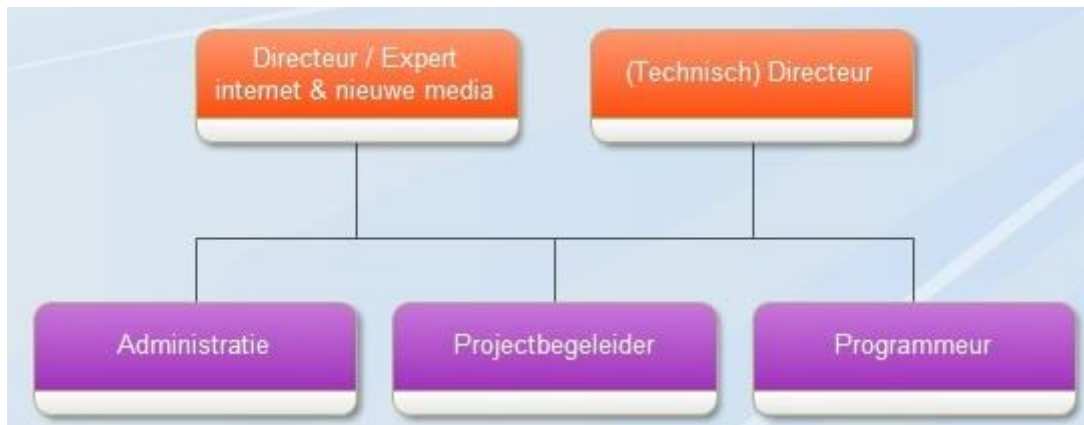 Directeur / Expert
internet & nieuwe media
(Technisch) Directeur
Administratie
Projectbegeleider
Programmeur